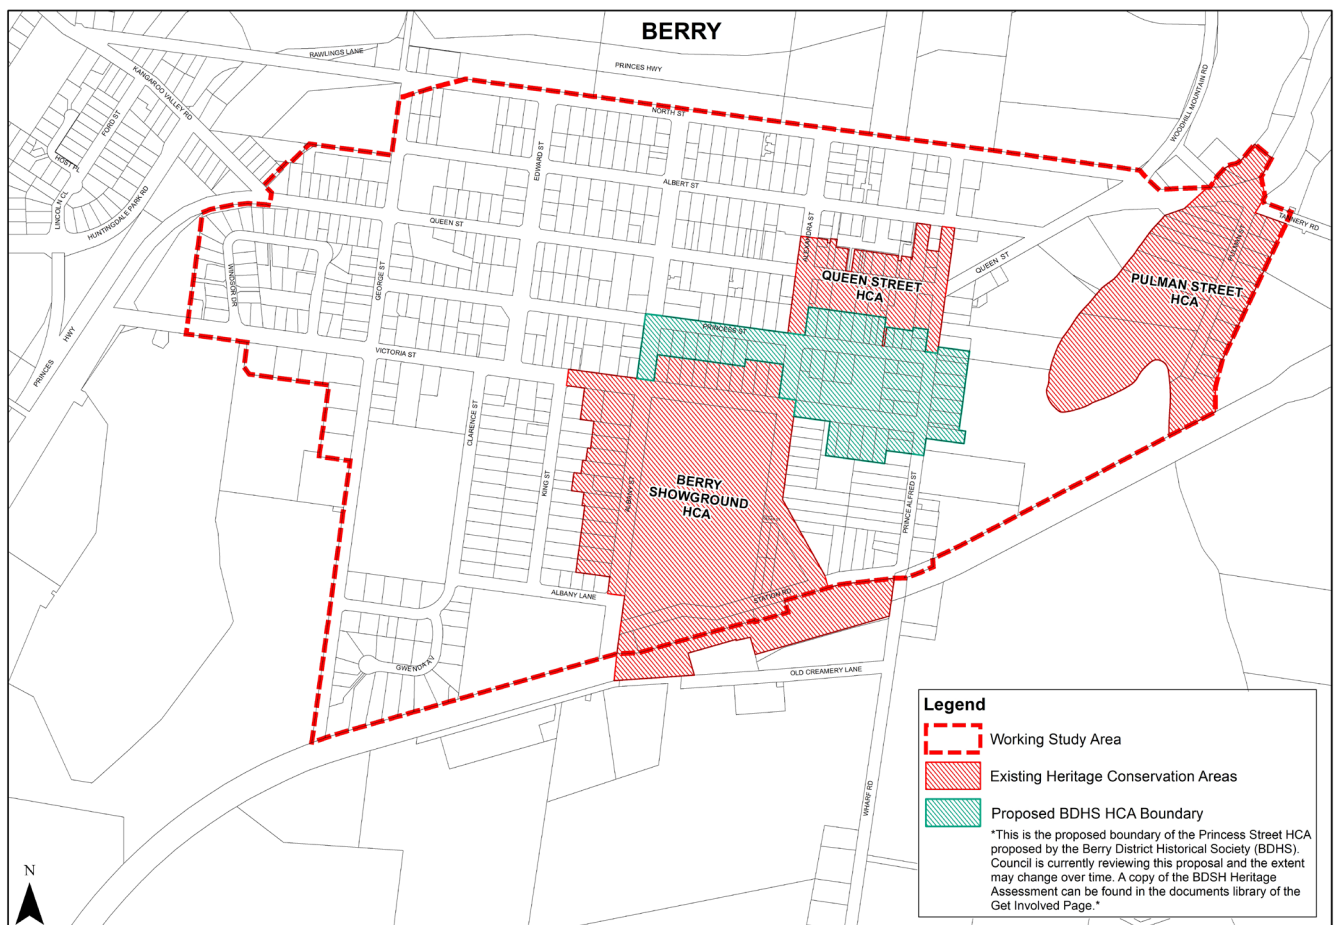 BERRY
RAWLINGS LANE
PRINCES HWY
KANGAROO VALLEY RD
FORD ST
HOST PL
LINCOLN CL
HUNTINGDALE PARK RD
NORTH ST
WOODHILL MOUNTAIN RD
EDWARD ST
ALBERT ST
QUEEN ST
ALEXANDRA ST
TANNERY RD
PULMAN ST
QUEEN ST
WINDSOR DR
GEORGE ST
QUEEN STREET
HCA
PULMAN STREET
HCA
PRINCES HWY
PRINCESS ST
VICTORIA ST
CLARENCE ST
KING ST
ALBANY ST
BERRY
SHOWGROUND
HCA
PRINCE ALFRED ST
ALBANY LANE
STATION RD
GWENDA AV
OLD CREAMERY LANE
WHARF RD
N
Legend
Working Study Area
Existing Heritage Conservation Areas
Proposed BDHS HCA Boundary
*This is the proposed boundary of the Princess Street HCA
proposed by the Berry District Historical Society (BDHS).
Council is currently reviewing this proposal and the extent
may change over time. A copy of the BDSH Heritage
Assessment can be found in the documents library of the
Get Involved Page.*